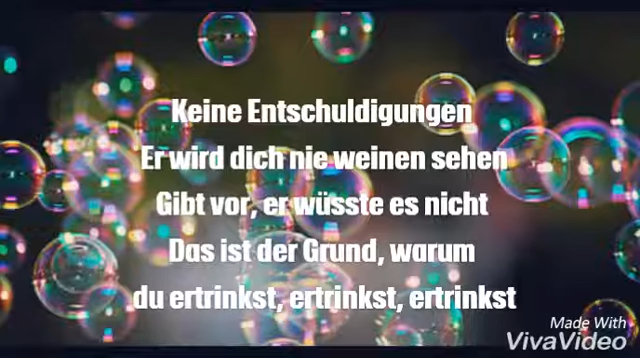 Keine Entschuldigungen
Er wird dich nie weinen sehen
Gibt vor, er wüsste es nicht
Das ist der Grund, warum
du ertrinkst, ertrinkst, ertrinkst
Made With
VivaVideo